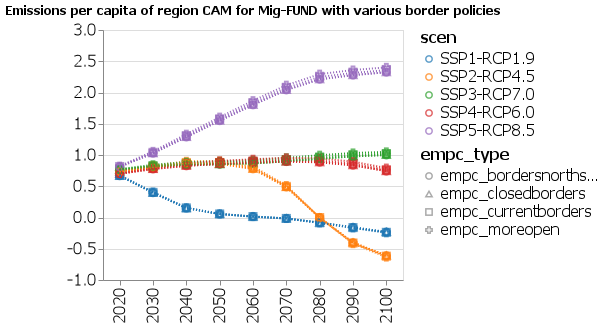 Emissions per capita of region CAM for Mig-FUND with various border policies
3.0
2.5
2.0
1.5
1.0
0.5
0.0
-0.5
-1.0
2020
2030
2040
2050
2060
2070
2080
2090
2100
scen
SSP1-RCP1.9
SSP2-RCP4.5
SSP3-RCP7.0
SSP4-RCP6.0
SSP5-RCP8.5
empc_type
empc_bordersnorths...
empc_closedborders
empc_currentborders
empc_moreopen